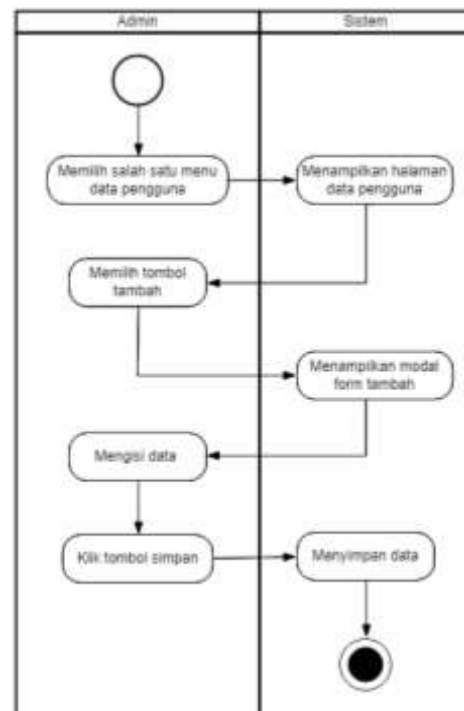 Admin
Sistem
Memilih salah satu menu
data pengguna
Menampilkan halaman
data pengguna
Memilih tombol
tambah
Menampilkan modal
form tambah
Mengisi data
Klik tombol simpan
Menyimpan data